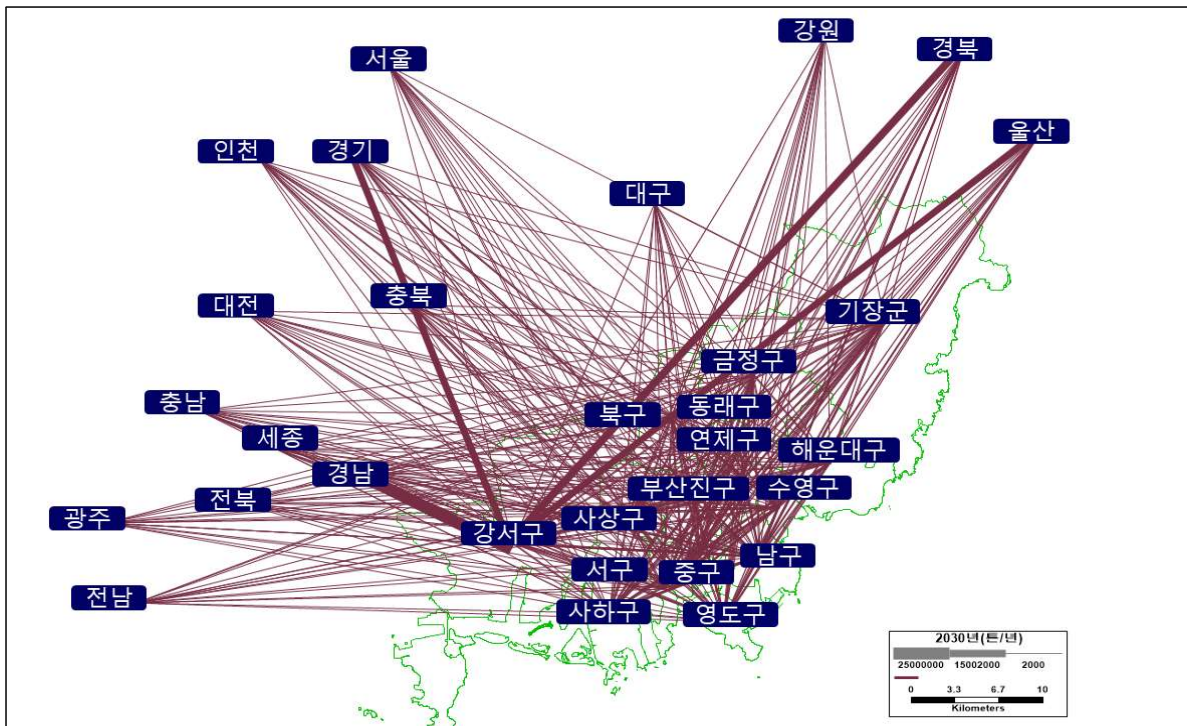 강원
경북
서울
울산
인천
경기
대구
충북
대전
기장군
금정구
충남
북구
동래구
세종
연제구
해운대구
경남
전북
부산진구
수영구
광주
사상구
강서구
서구
중구
남구
전남
사하구
영도구
2030년(톤/년)
25000000 15002000 2000
0 3.3 6.7 10
Kilometers